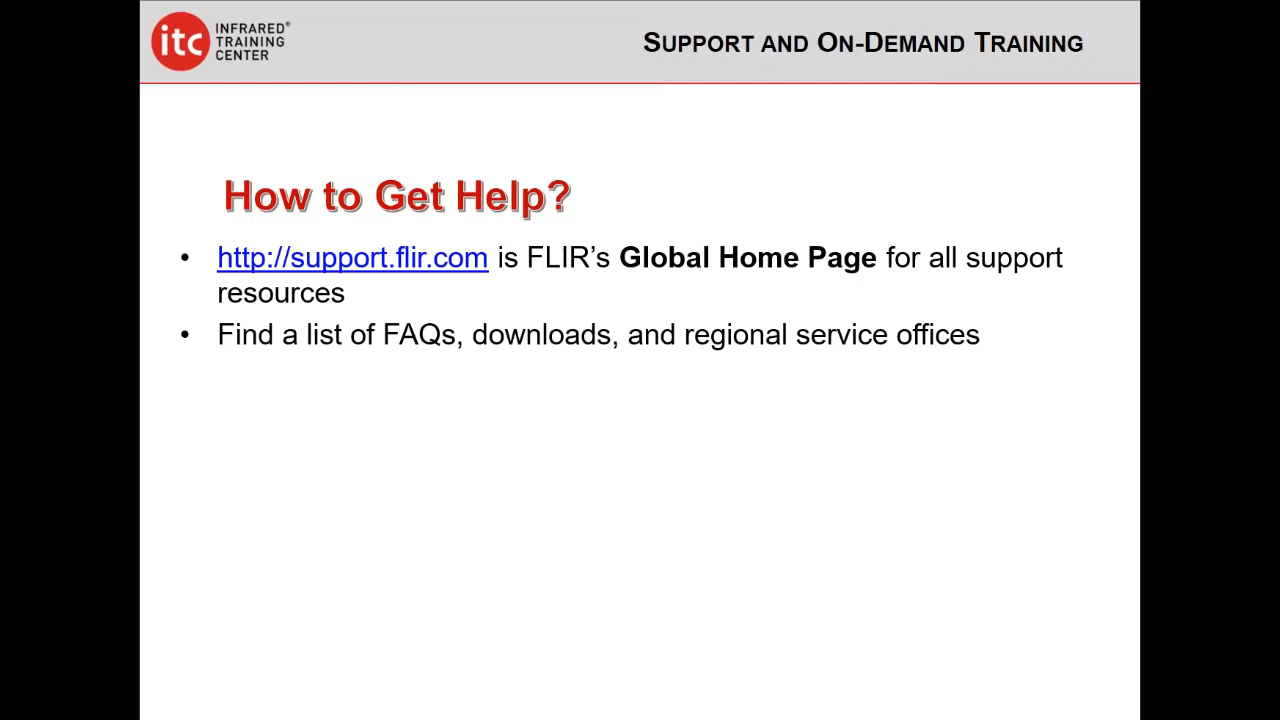 itc INFRARED®
TRAINING
CENTER
SUPPORT AND ON-DEMAND TRAINING
How to Get Help?
• http://support.flir.com is FLIR’s Global Home Page for all support
resources
• Find a list of FAQs, downloads, and regional service offices